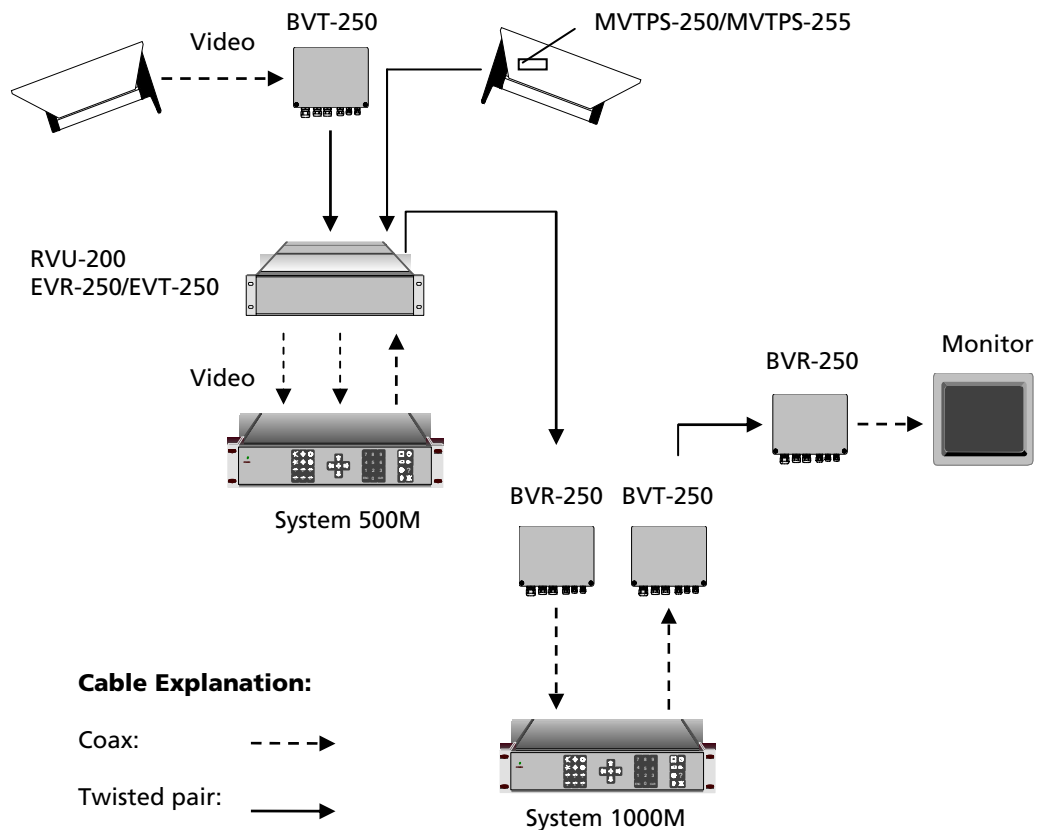 BVT-250
MVTPS-250/MVTPS-255
Video
RVU-200
EVR-250/EVT-250
Video
System 500M
BVR-250
Monitor
BVR-250
BVT-250
Cable Explanation:
Coax:
Twisted pair:
System 1000M